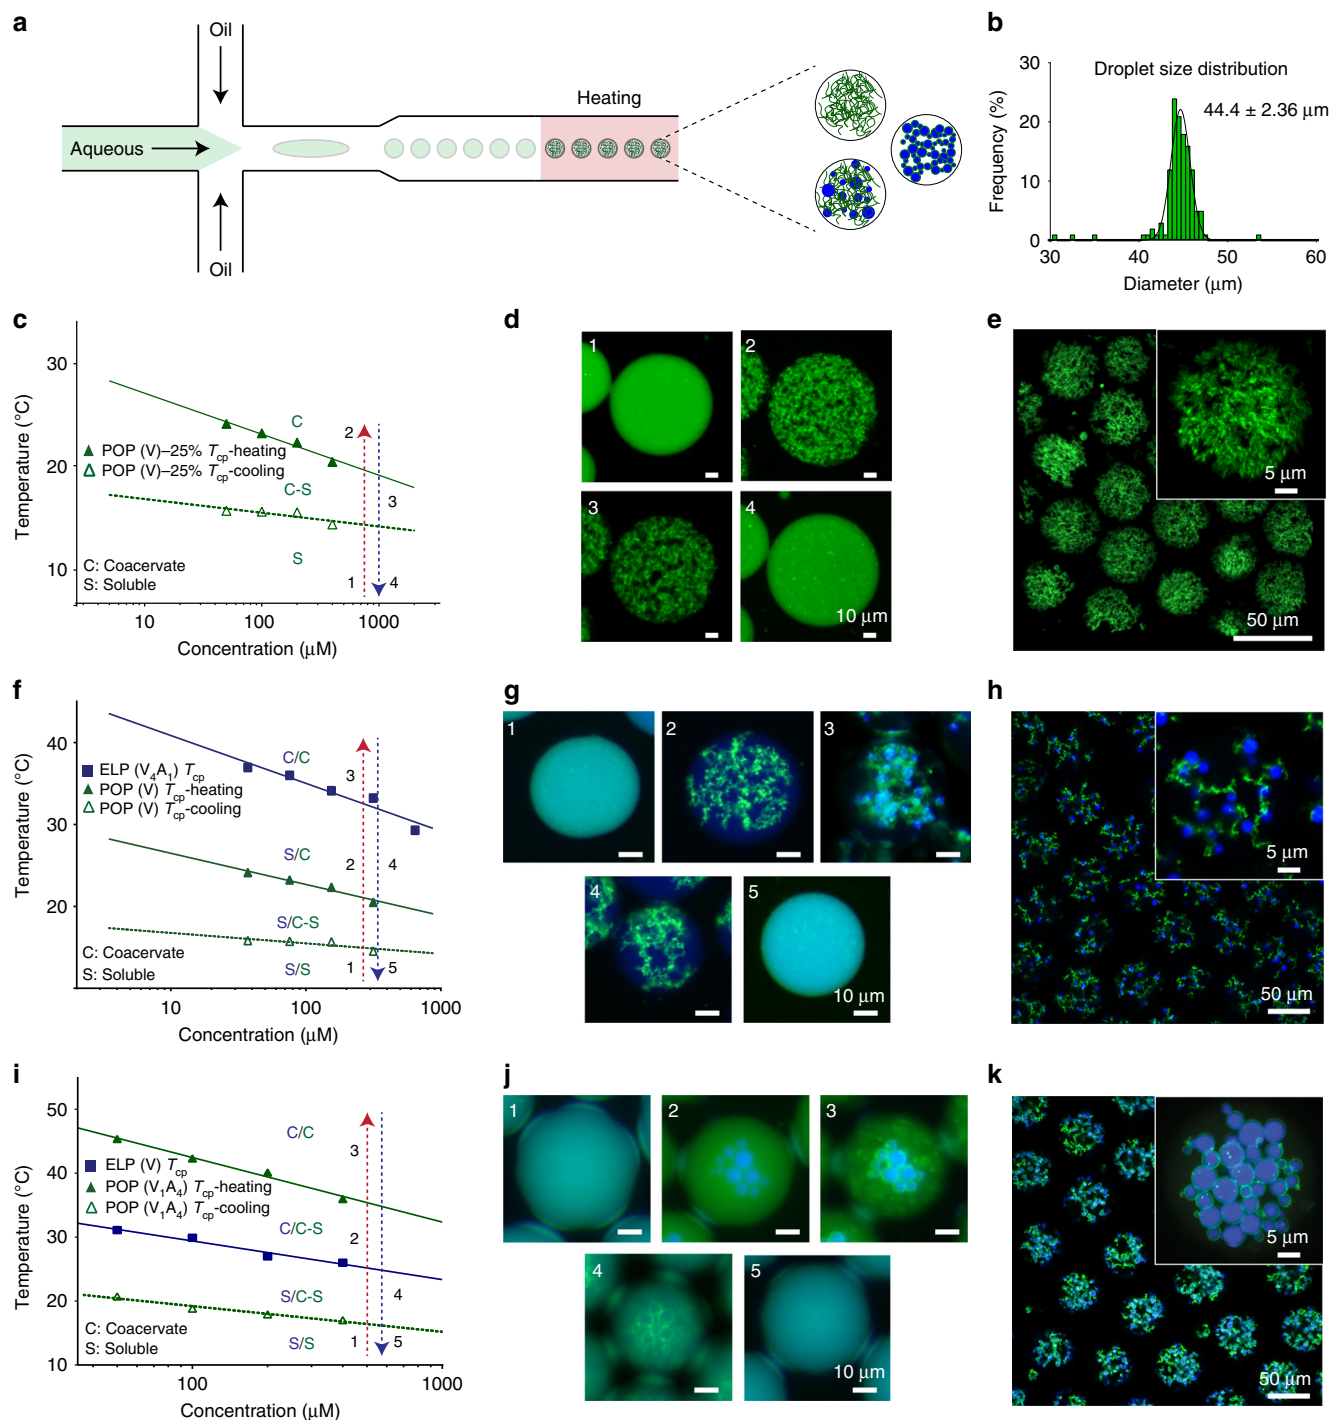 a
Oil
Aqueous
Oil
Heating
b
Droplet size distribution
44.4 ± 2.36 μm
Frequency (%)
30
20
10
0
30
40
50
60
Diameter (μm)
c
Temperature (°C)
30
20
10
C
2
POP (V)–25% Tcp-heating
POP (V)–25% Tcp-cooling
C-S
3
S
C: Coacervate
S: Soluble
1
4
10
100
1000
Concentration (μM)
d
1
2
3
4
10 μm
e
5 μm
50 μm
f
Temperature (°C)
40
30
20
C/C
ELP (V4A1) Tcp
POP (V) Tcp-heating
POP (V) Tcp-cooling
3
S/C
2
4
S/C-S
C: Coacervate
S: Soluble
S/S
1
5
10
100
1000
Concentration (μM)
g
1
2
3
4
5
10 μm
h
5 μm
50 μm
i
Temperature (°C)
50
40
30
20
10
C/C
3
ELP (V) Tcp
POP (V1A4) Tcp-heating
POP (V1A4) Tcp-cooling
C/C-S
2
S/C-S
4
C: Coacervate
S: Soluble
S/S
1
5
100
1000
Concentration (μM)
j
1
2
3
4
5
10 μm
k
5 μm
50 μm